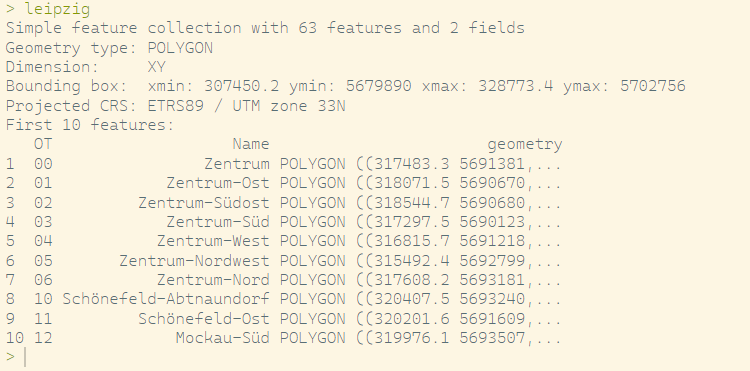 > leipzig
Simple feature collection with 63 features and 2 fields
Geometry type: POLYGON
Dimension:     XY
Bounding box:  xmin: 307450.2 ymin: 5679890 xmax: 328773.4 ymax: 5702756
Projected CRS: ETRS89 / UTM zone 33N
First 10 features:
   OT                   Name                       geometry
1  00                Zentrum POLYGON ((317483.3 5691381,...
2  01            Zentrum-Ost POLYGON ((318071.5 5690670,...
3  02         Zentrum-Südost POLYGON ((318544.7 5690680,...
4  03            Zentrum-Süd POLYGON ((317297.5 5690123,...
5  04           Zentrum-West POLYGON ((316815.7 5691218,...
6  05       Zentrum-Nordwest POLYGON ((315492.4 5692799,...
7  06           Zentrum-Nord POLYGON ((317608.2 5693181,...
8  10 Schönefeld-Abtnaundorf POLYGON ((320407.5 5693240,...
9  11         Schönefeld-Ost POLYGON ((320201.6 5691609,...
10 12             Mockau-Süd POLYGON ((319976.1 5693507,...
>